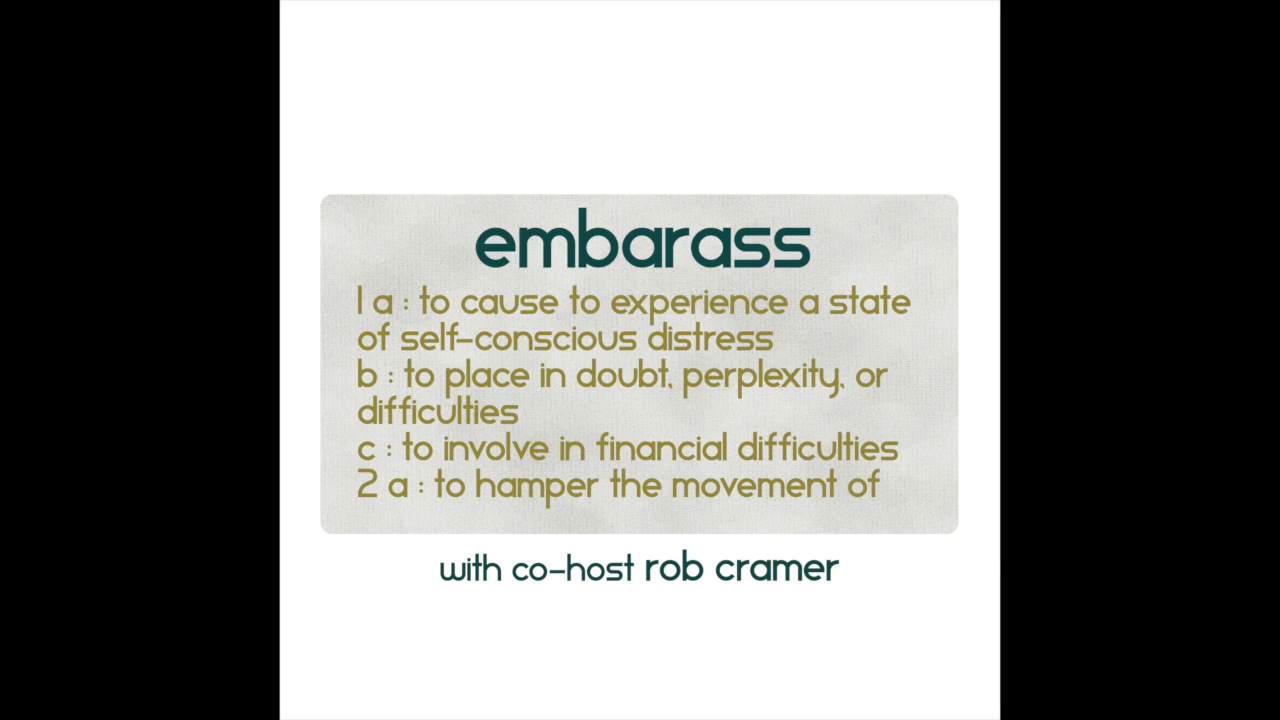 embarass
1 a : to cause to experience a state
of self-conscious distress
b : to place in doubt, perplexity, or
difficulties
c : to involve in financial difficulties
2 a : to hamper the movement of
with co-host rob cramer